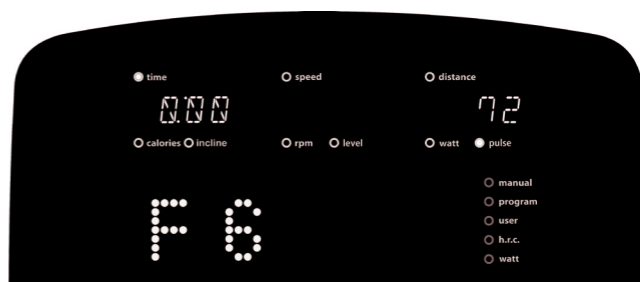 time speed distance
0:00 72
calories incline rpm level watt pulse
manual
program
user
h.r.c.
watt
F 6